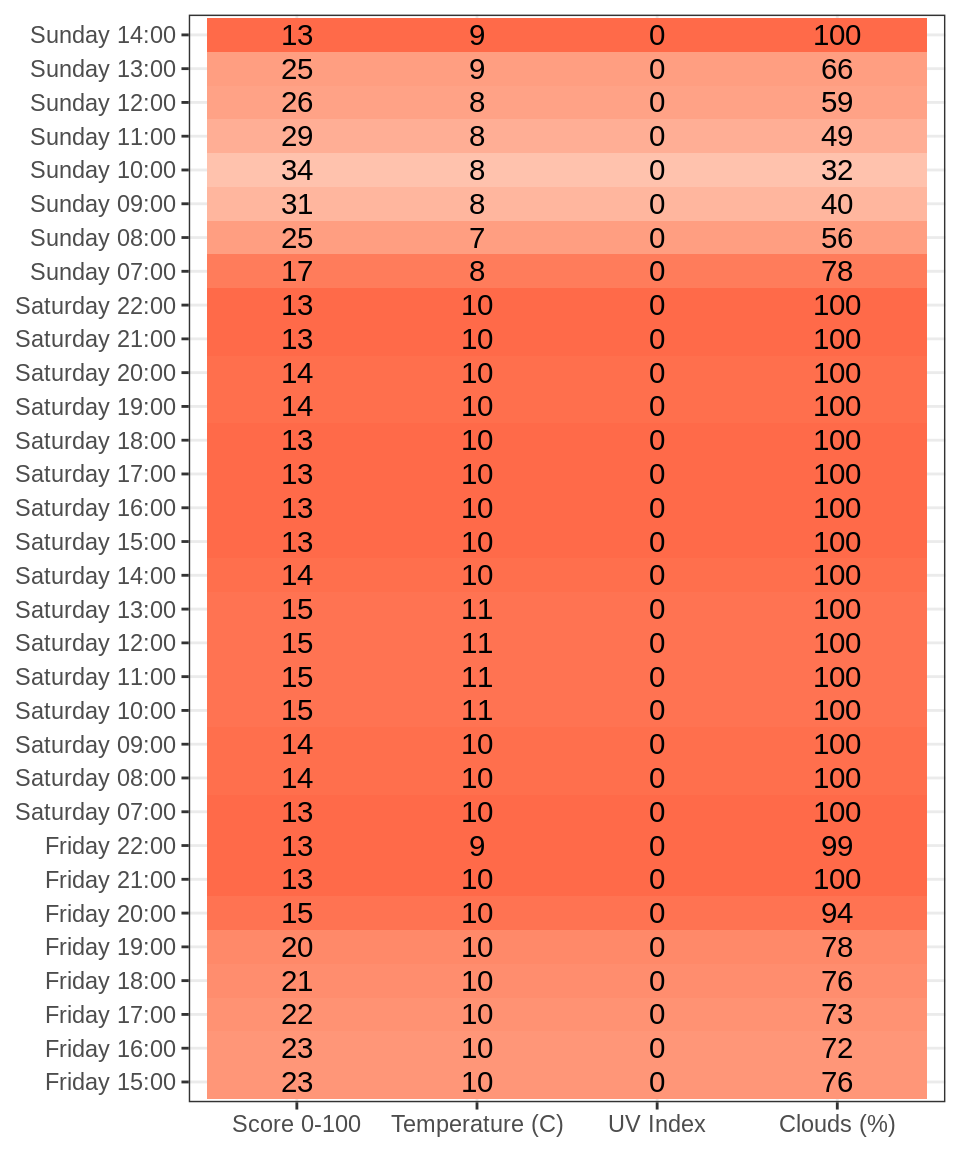 Sunday 14:00 13 9 0 100
Sunday 13:00 25 9 0 66
Sunday 12:00 26 8 0 59
Sunday 11:00 29 8 0 49
Sunday 10:00 34 8 0 32
Sunday 09:00 31 8 0 40
Sunday 08:00 25 7 0 56
Sunday 07:00 17 8 0 78
Saturday 22:00 13 10 0 100
Saturday 21:00 13 10 0 100
Saturday 20:00 14 10 0 100
Saturday 19:00 14 10 0 100
Saturday 18:00 13 10 0 100
Saturday 17:00 13 10 0 100
Saturday 16:00 13 10 0 100
Saturday 15:00 13 10 0 100
Saturday 14:00 14 10 0 100
Saturday 13:00 15 11 0 100
Saturday 12:00 15 11 0 100
Saturday 11:00 15 11 0 100
Saturday 10:00 15 11 0 100
Saturday 09:00 14 10 0 100
Saturday 08:00 14 10 0 100
Saturday 07:00 13 10 0 100
Friday 22:00 13 9 0 99
Friday 21:00 13 10 0 100
Friday 20:00 15 10 0 94
Friday 19:00 20 10 0 78
Friday 18:00 21 10 0 76
Friday 17:00 22 10 0 73
Friday 16:00 23 10 0 72
Friday 15:00 23 10 0 76
Score 0-100 Temperature (C) UV Index Clouds (%)